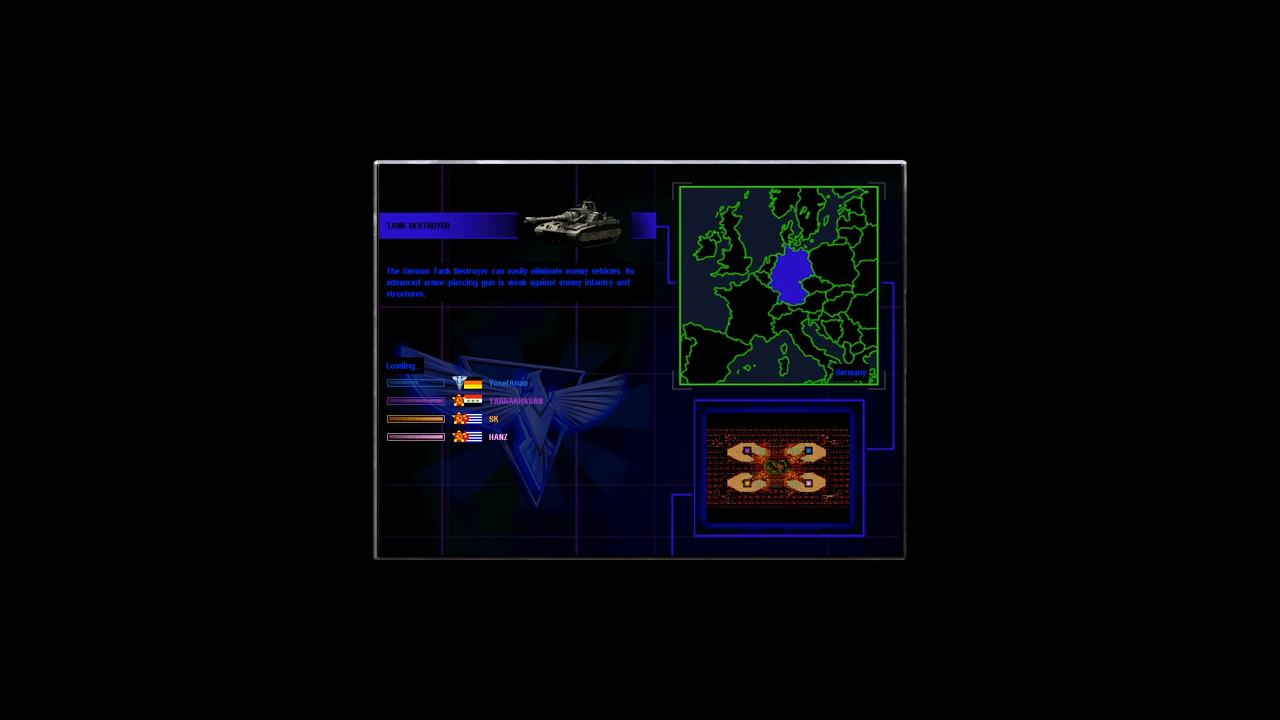 TANK DESTROYER
The German Tank Destroyer can easily eliminate enemy vehicles. Its
advanced armor-piercing gun is weak against enemy infantry and
structures.
Germany
Loading...
YoselAnan
YARHAKHASAN
SK
HANZ